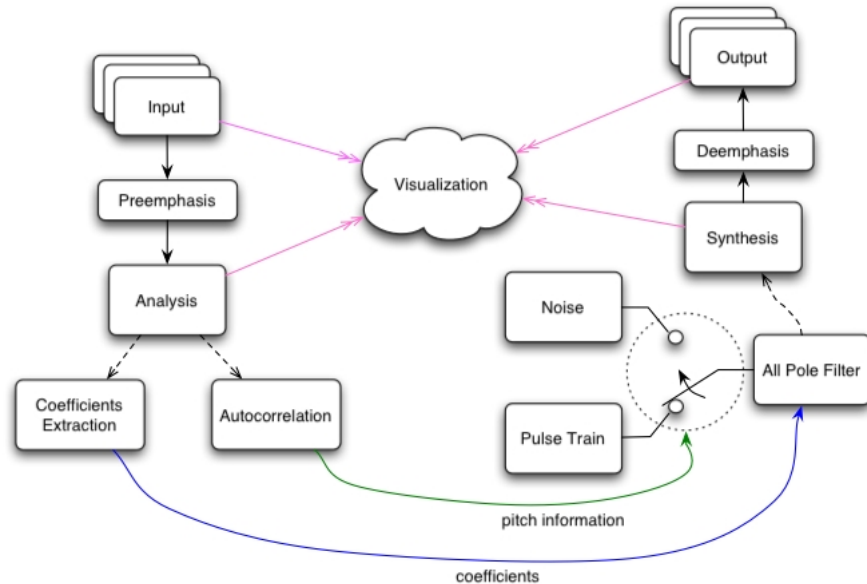 Output
Input
Deemphasis
Visualization
Preemphasis
Synthesis
Analysis
Noise
All Pole Filter
Coefficients
Extraction
Autocorrelation
Pulse Train
pitch information
coefficients